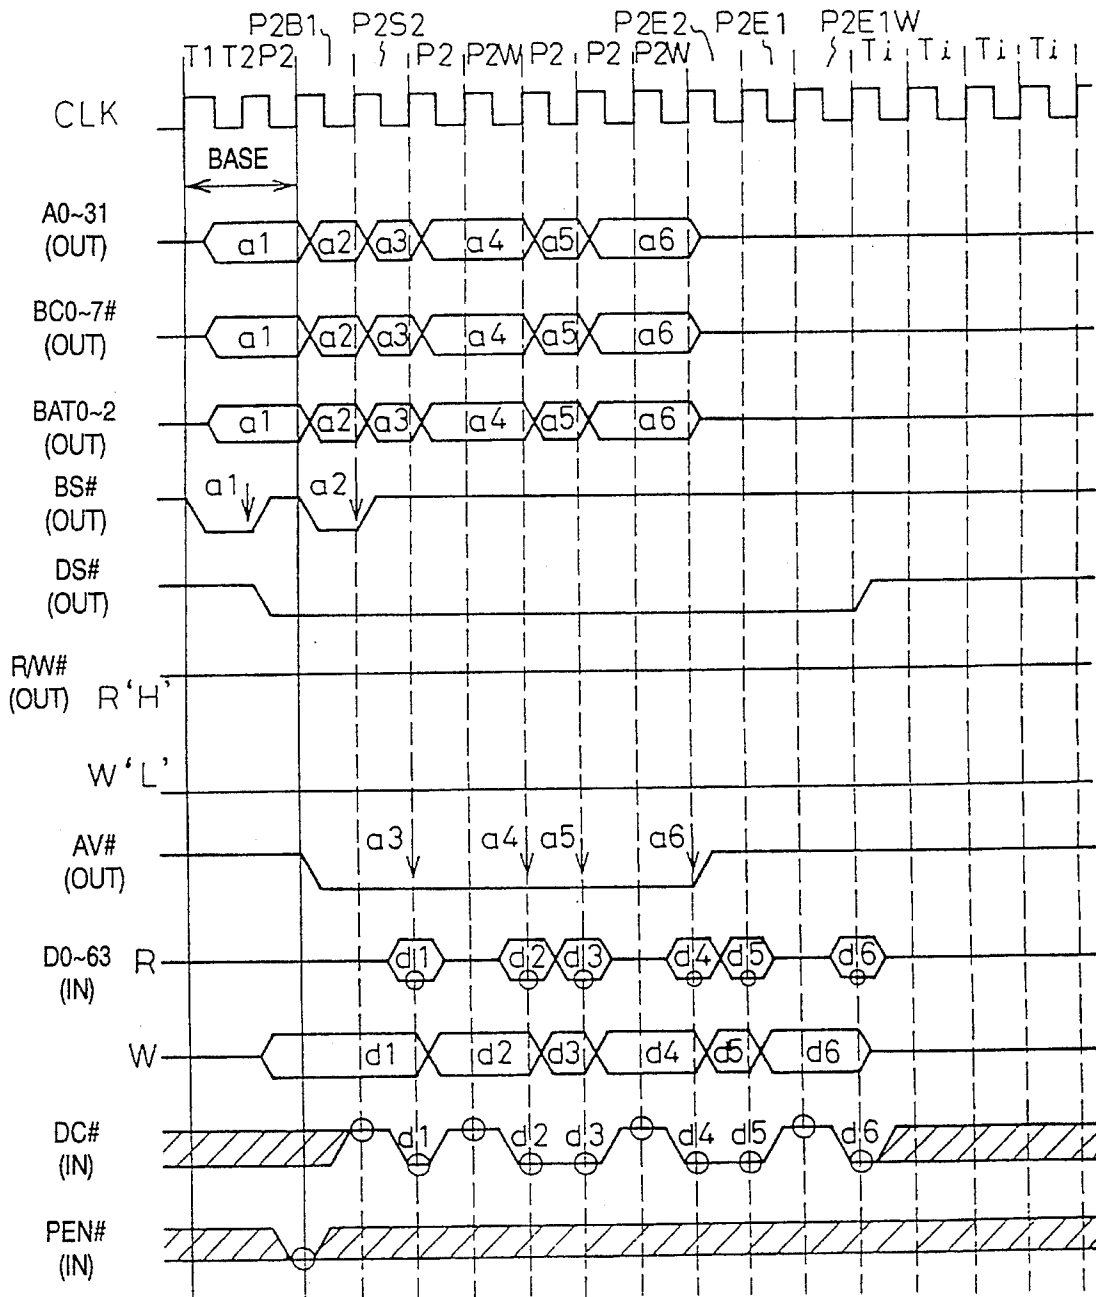 P2B1 P2S2 P2E2 P2E1 P2E1W
T1 T2P2 P2 P2W P2 P2 P2W Ti Ti Ti Ti
CLK
BASE
A0~31
(OUT)
a1 a2 a3 a4 a5 a6
BC0~7#
(OUT)
a1 a2 a3 a4 a5 a6
BAT0~2
(OUT)
a1 a2 a3 a4 a5 a6
BS#
(OUT)
a1 a2
DS#
(OUT)
R/W#
(OUT) R 'H'
W 'L'
AV#
(OUT)
a3 a4 a5 a6
D0~63 R
(IN)
d1 d2 d3 d4 d5 d6
W d1 d2 d3 d4 d5 d6
DC#
(IN)
d1 d2 d3 d4 d5 d6
PEN#
(IN)